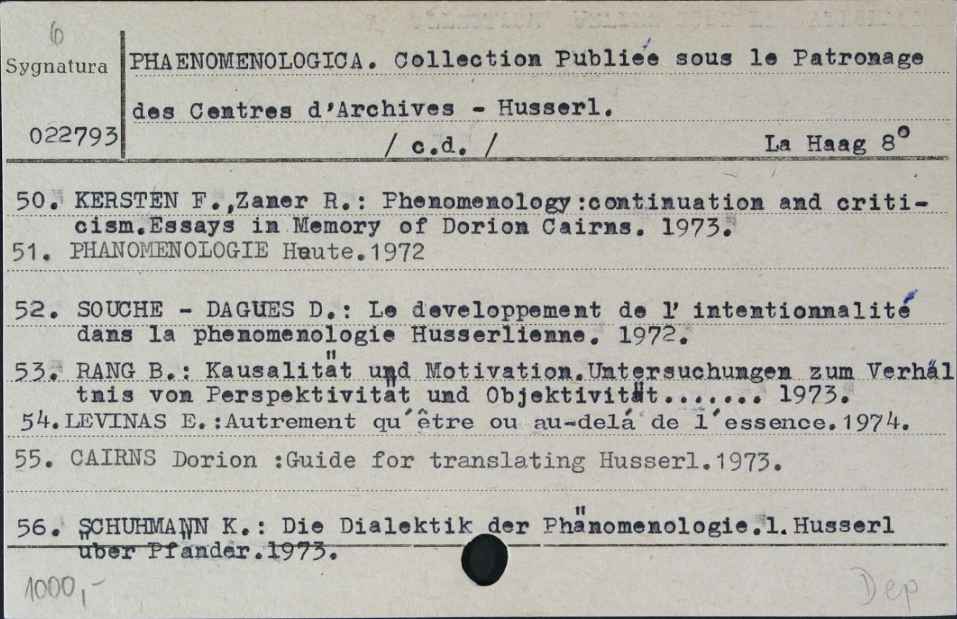 6
Sygnatura
PHAENOMENOLOGICA. Collection Publiée sous le Patronage
des Centres d'Archives - Husserl.
022793
/ c.d. / La Haag 8°
50. KERSTEN F.,Zaner R.: Phenomenology:continuation and criti-
cism.Essays in Memory of Dorion Cairns. 1973.
51. PHANOMENOLOGIE Heute.1972
52. SOUCHE - DAGUES D.: Le developpement de l' intentionnalité
dans la phenomenologie Husserlienne. 1972.
53. RANG B.: Kausalität und Motivation.Untersuchungen zum Verhäl
tnis von Perspektivität und Objektivität....... 1973.
54.LEVINAS E.:Autrement qu'être ou au-delá de l'essence.1974.
55. CAIRNS Dorion :Guide for translating Husserl.1973.
56. SCHUHMANN K.: Die Dialektik der Phänomenologie.1.Husserl
über Pfänder.1973.
1000,-
Dep